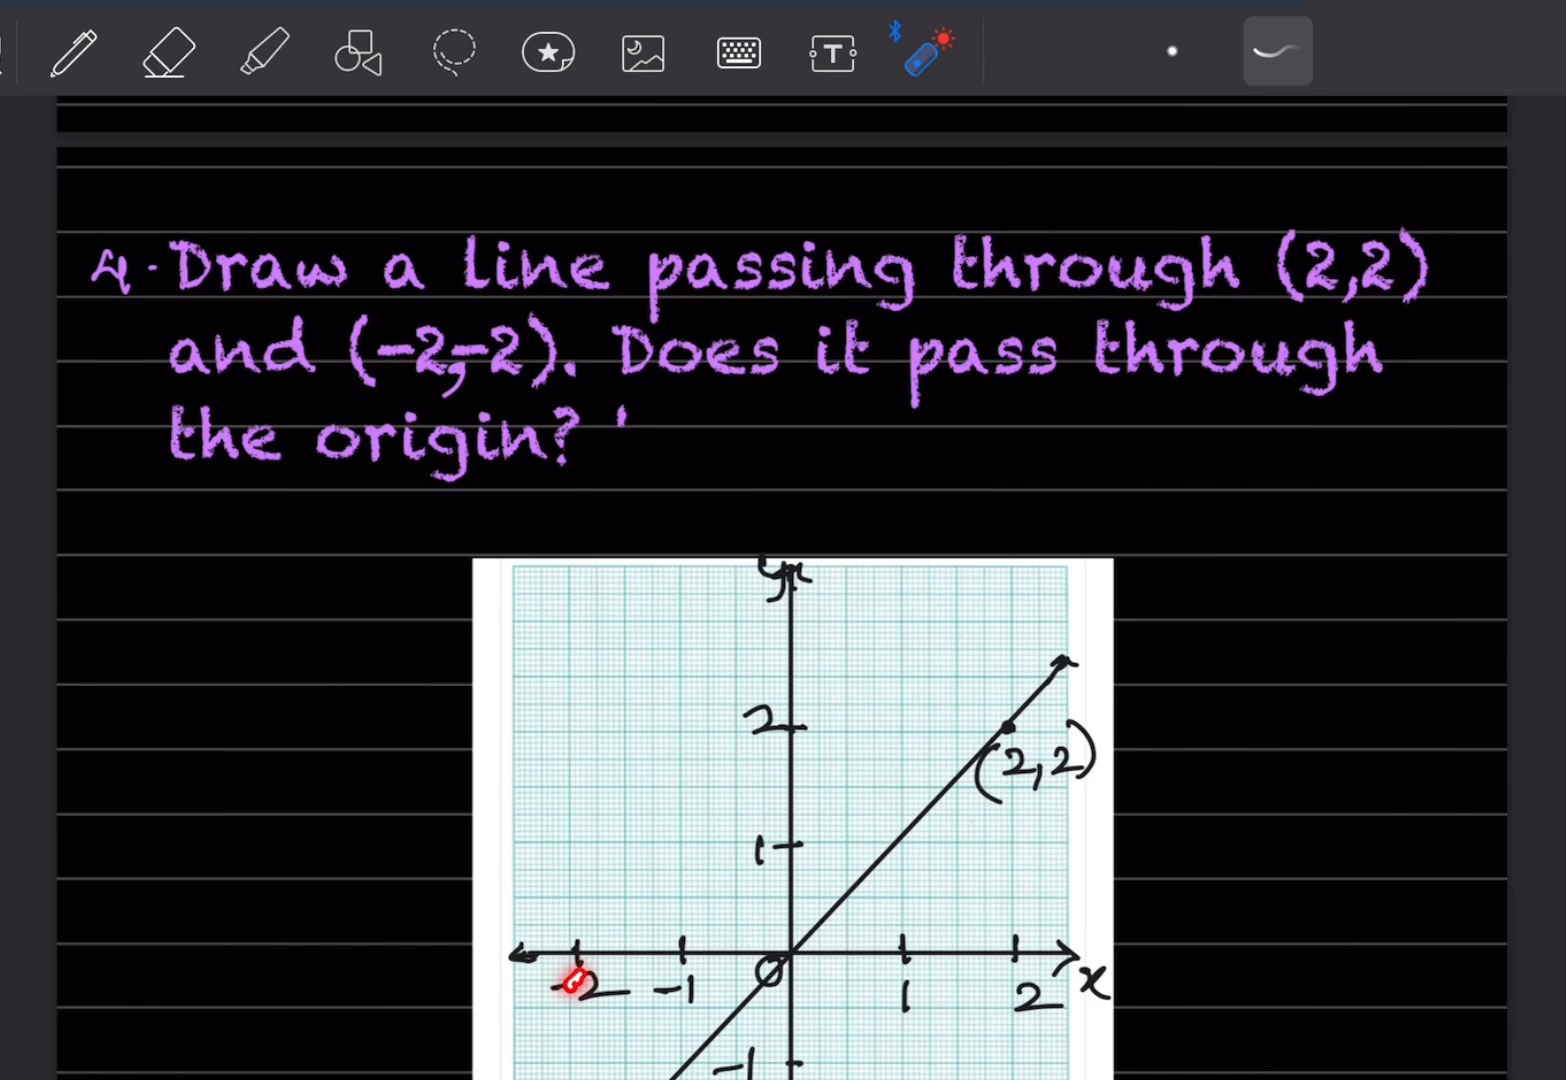 4. Draw a line passing through (2,2)
and (-2,-2). Does it pass through
the origin?
y
2
(2,2)
1
-2 -1 O 1 2 x
-1